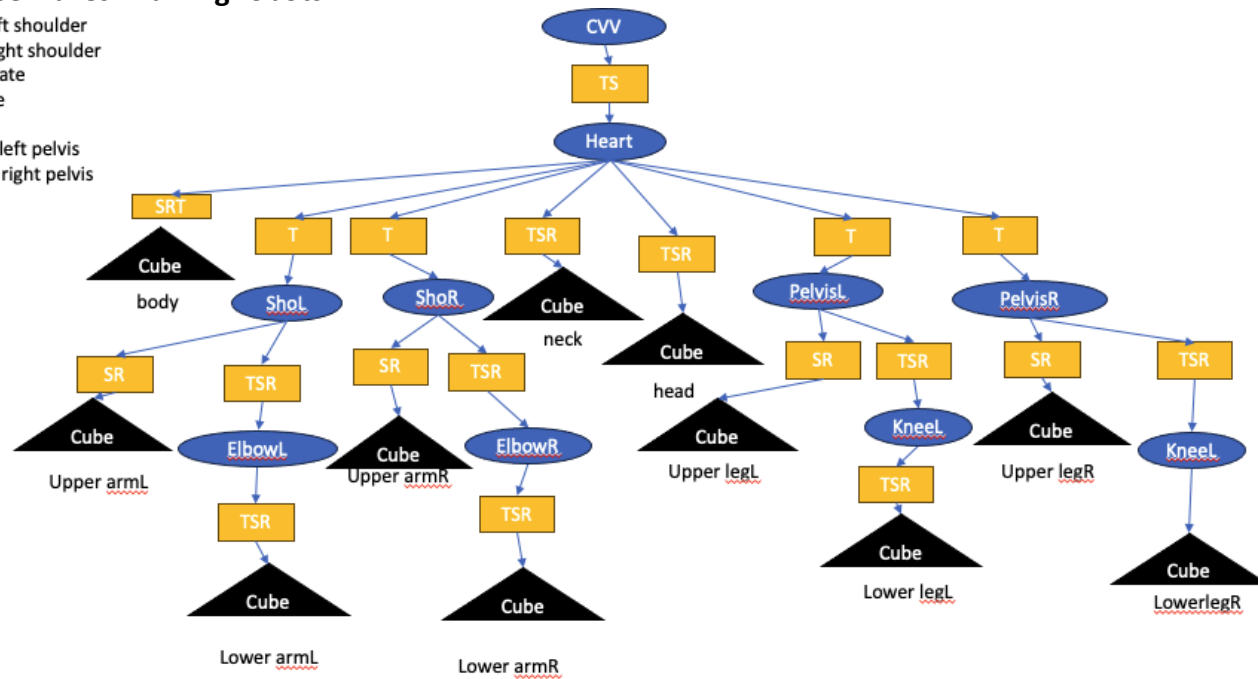 ft shoulder
ght shoulder
ate
e
left pelvis
right pelvis
CVV
TS
Heart
SRT
T
T
TSR
TSR
T
T
Cube
body
ShoL
ShoR
Cube
neck
Cube
head
PelvisL
PelvisR
SR
TSR
SR
TSR
SR
TSR
SR
TSR
Cube
Upper armL
ElbowL
Cube
Upper armR
ElbowR
Cube
Upper legL
KneeL
Cube
Upper legR
KneeL
TSR
TSR
TSR
Cube
Lower armL
Cube
Lower armR
Cube
Lower legL
Cube
LowerlegR